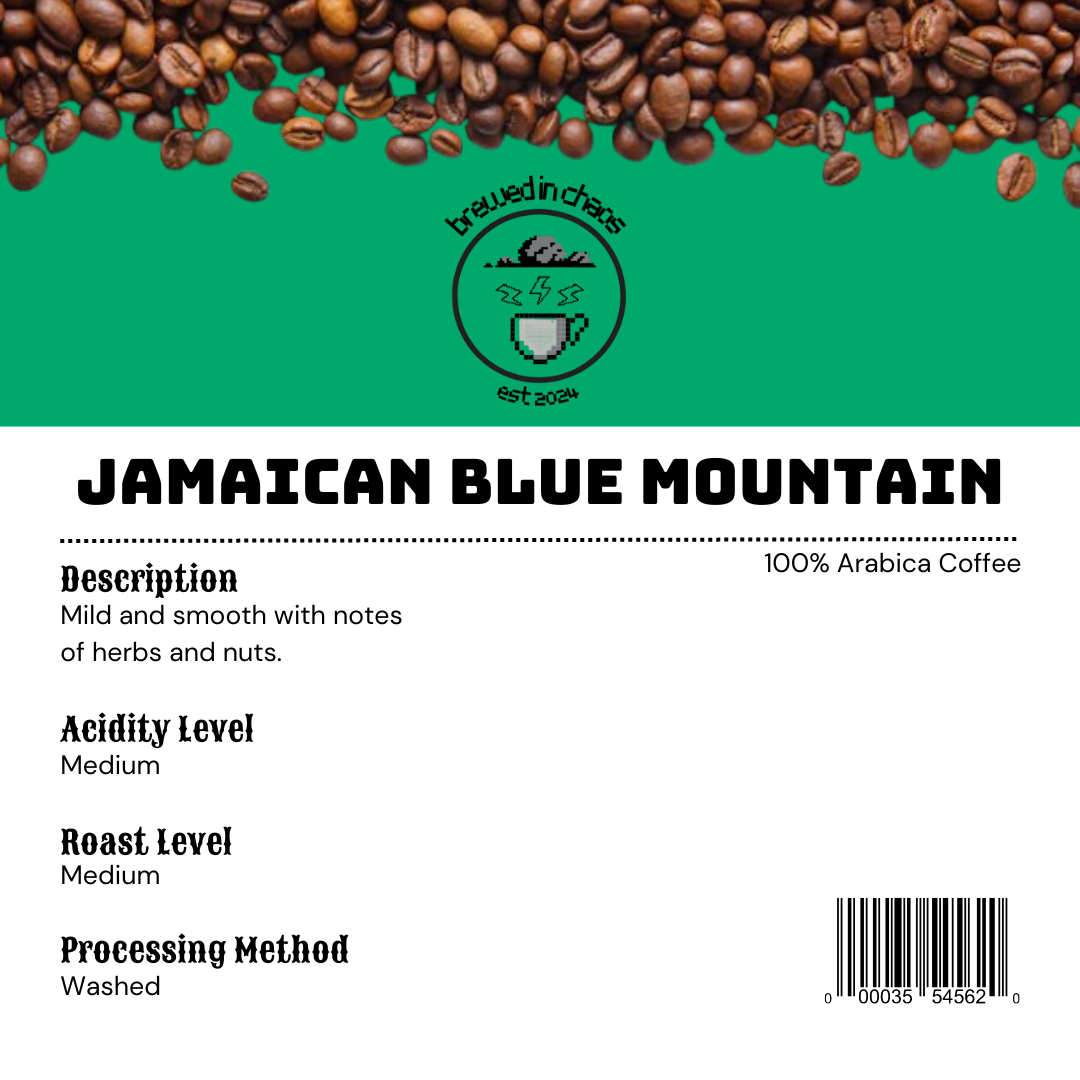 brewed in chaos
est 2024
JAMAICAN BLUE MOUNTAIN
100% Arabica Coffee
Description
Mild and smooth with notes
of herbs and nuts.
Acidity Level
Medium
Roast Level
Medium
Processing Method
Washed
0 00035 54562 0